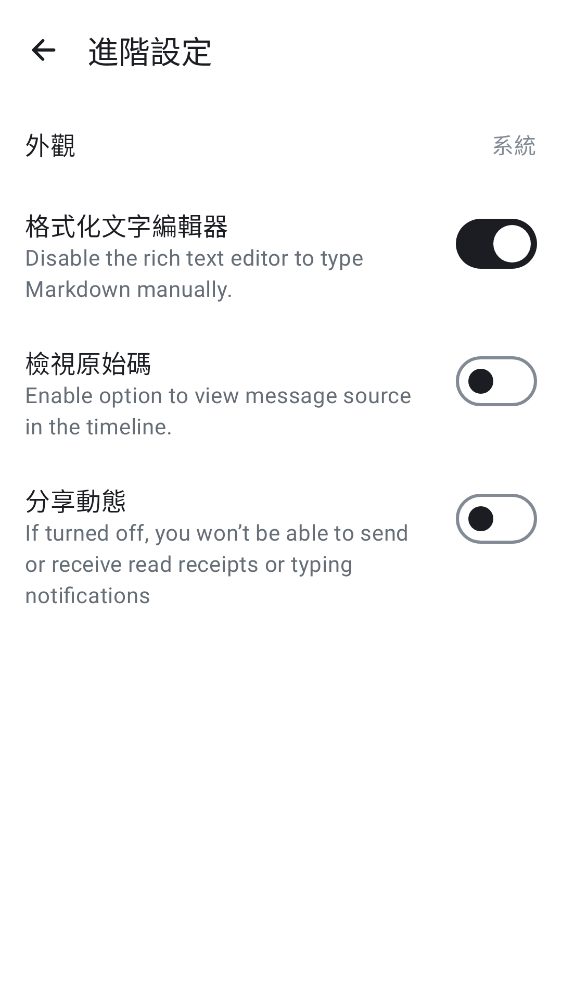 進階設定
外觀
系統
格式化文字編輯器
Disable the rich text editor to type
Markdown manually.
檢視原始碼
Enable option to view message source
in the timeline.
分享動態
If turned off, you won’t be able to send
or receive read receipts or typing
notifications